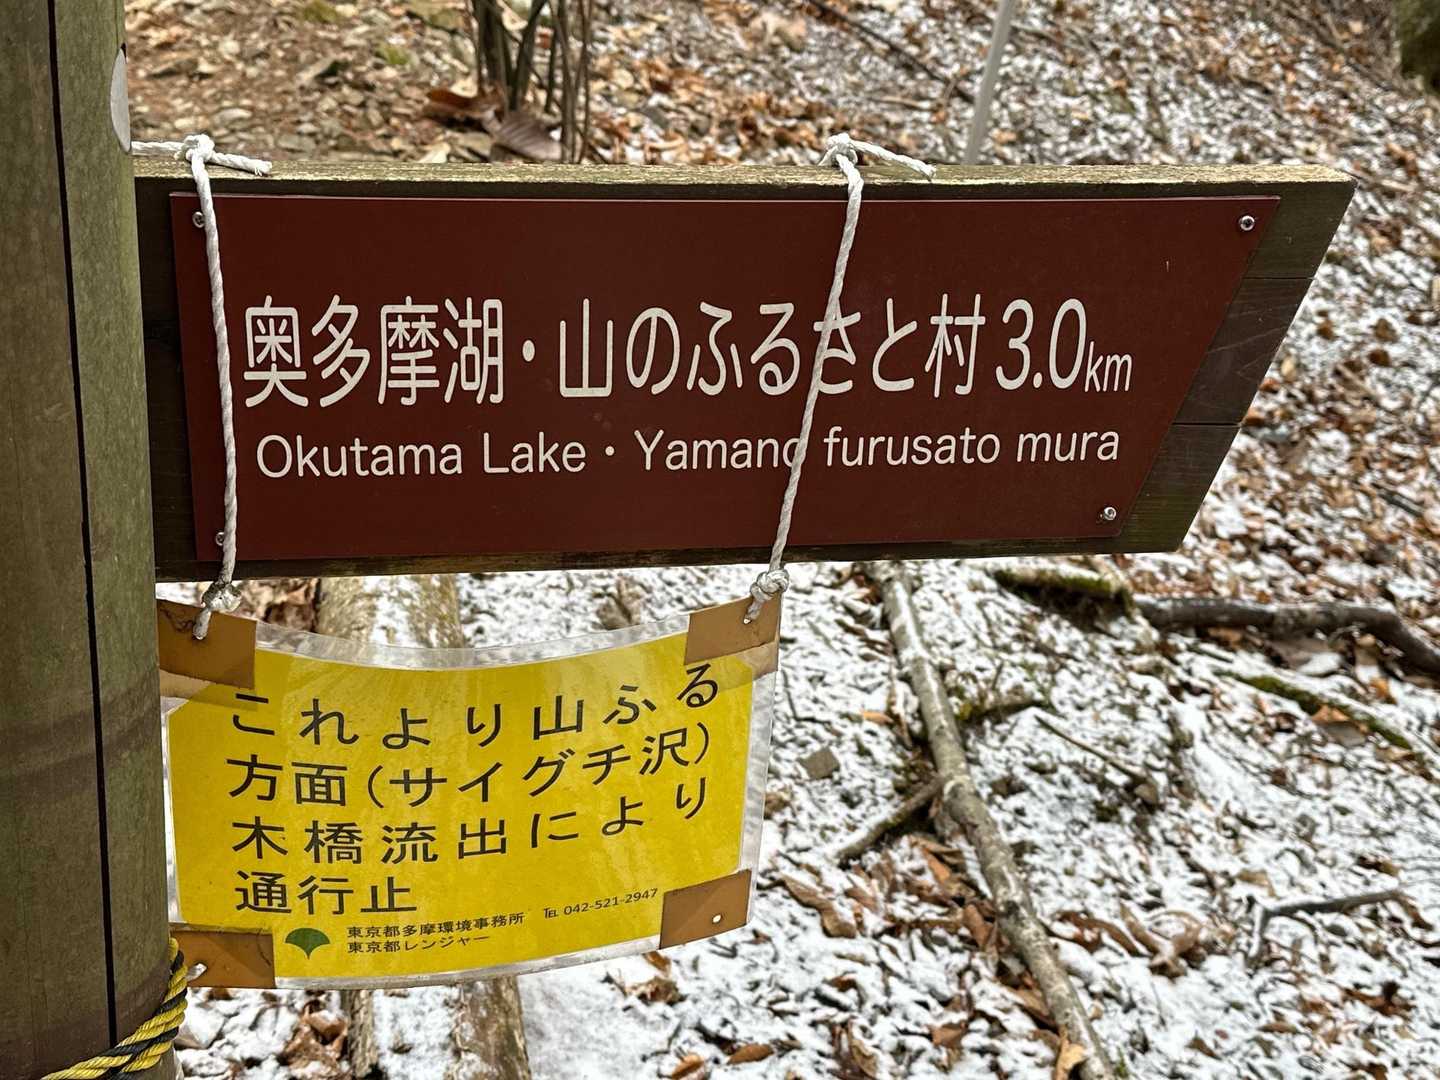 奥多摩湖・山のふるさと村 3.0km
Okutama Lake・Yamano furusato mura
これより山ふる
方面(サイグチ沢)
木橋流出により
通行止
東京都多摩環境事務所 ℡ 042-521-2947
東京都レンジャー